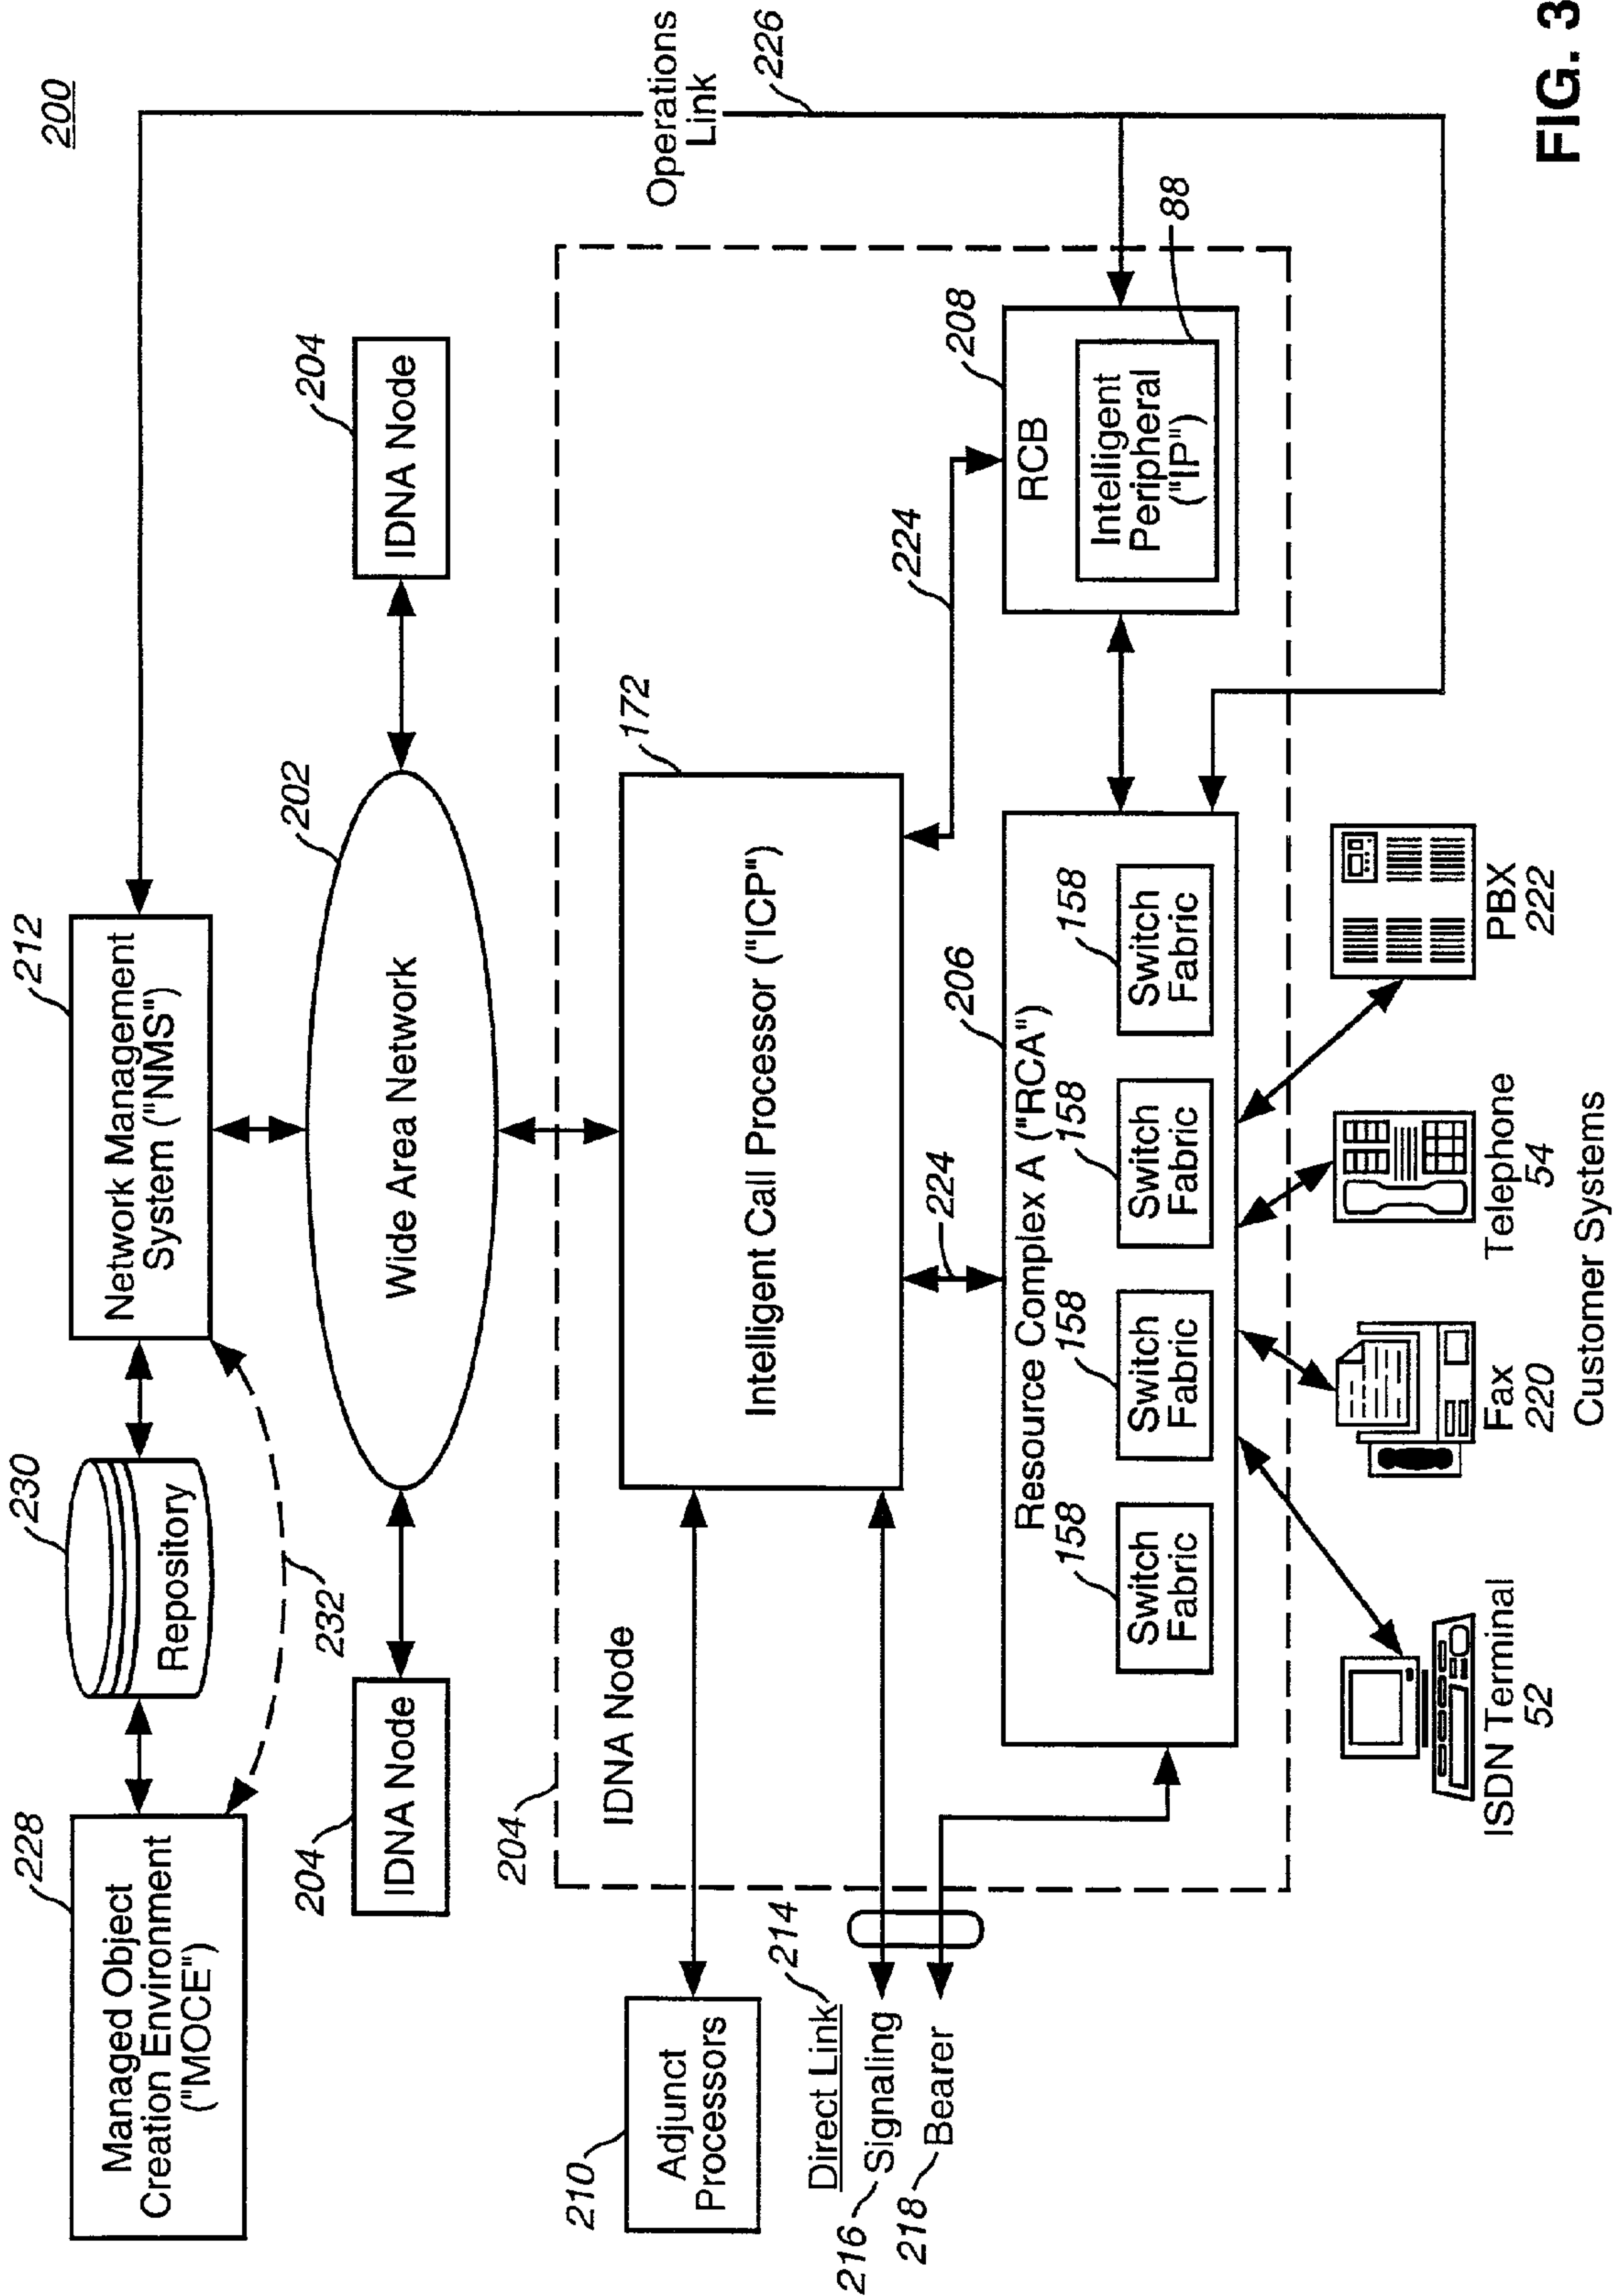 200
228
Managed Object
Creation Environment
("MOCE")
230
Repository
212
Network Management
System ("NMS")
232
204
IDNA Node
202
Wide Area Network
204
IDNA Node
Operations
Link
226
204
IDNA Node
172
Intelligent Call Processor ("ICP")
210
Adjunct
Processors
Direct Link
214
216
Signaling
218
Bearer
224
224
206
Resource Complex A ("RCA")
158
Switch
Fabric
158
Switch
Fabric
158
Switch
Fabric
158
Switch
Fabric
208
RCB
Intelligent
Peripheral
("IP")
88
ISDN Terminal
52
Fax
220
Telephone
54
PBX
222
Customer Systems
FIG. 3